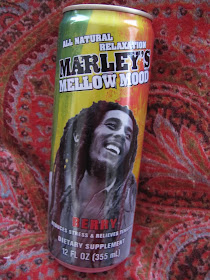 ALL NATURAL
RELAXATION
MARLEY'S
MELLOW MOOD
BERRY
REDUCES STRESS & RELIEVES
DIETARY SUPPLEMENT
12 FL OZ (355 mL)